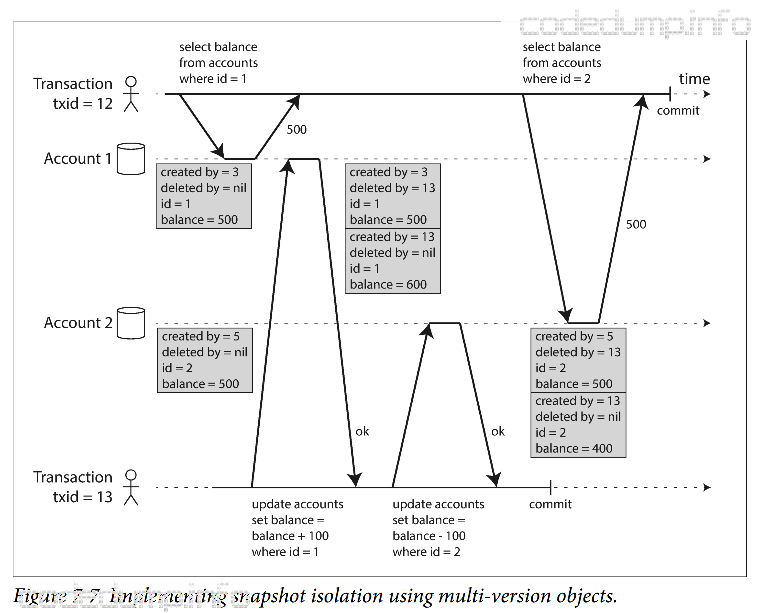 codedumpinfo
select balance
from accounts
where id = 1
select balance
from accounts
where id = 2
time
Transaction
txid = 12
commit
500
Account 1
created by = 3
deleted by = nil
id = 1
balance = 500
created by = 3
deleted by = 13
id = 1
balance = 500
created by = 13
deleted by = nil
id = 1
balance = 600
500
Account 2
created by = 5
deleted by = nil
id = 2
balance = 500
created by = 5
deleted by = 13
id = 2
balance = 500
created by = 13
deleted by = nil
id = 2
balance = 400
ok
ok
Transaction
txid = 13
update accounts
set balance =
balance + 100
where id = 1
update accounts
set balance =
balance - 100
where id = 2
commit
Figure 7-7. Implementing snapshot isolation using multi-version objects.
codedumpinfo